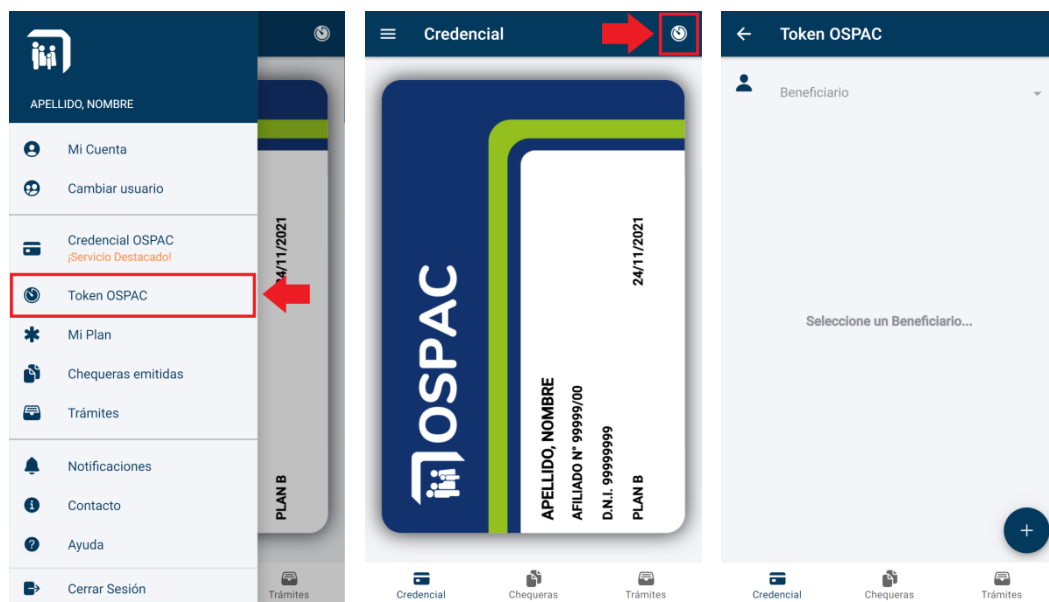 APELLIDO, NOMBRE
Mi Cuenta
Cambiar usuario
Credencial OSPAC
¡Servicio Destacado!
Token OSPAC
Mi Plan
Chequeras emitidas
Trámites
Notificaciones
Contacto
Ayuda
Cerrar Sesión
24/11/2021
PLAN B
Trámites
Credencial
OSPAC
APELLIDO, NOMBRE
AFILIADO N° 99999/00
D.N.I. 99999999
PLAN B
24/11/2021
Credencial
Chequeras
Trámites
Token OSPAC
Beneficiario
Seleccione un Beneficiario...
+
Credencial
Chequeras
Trámites